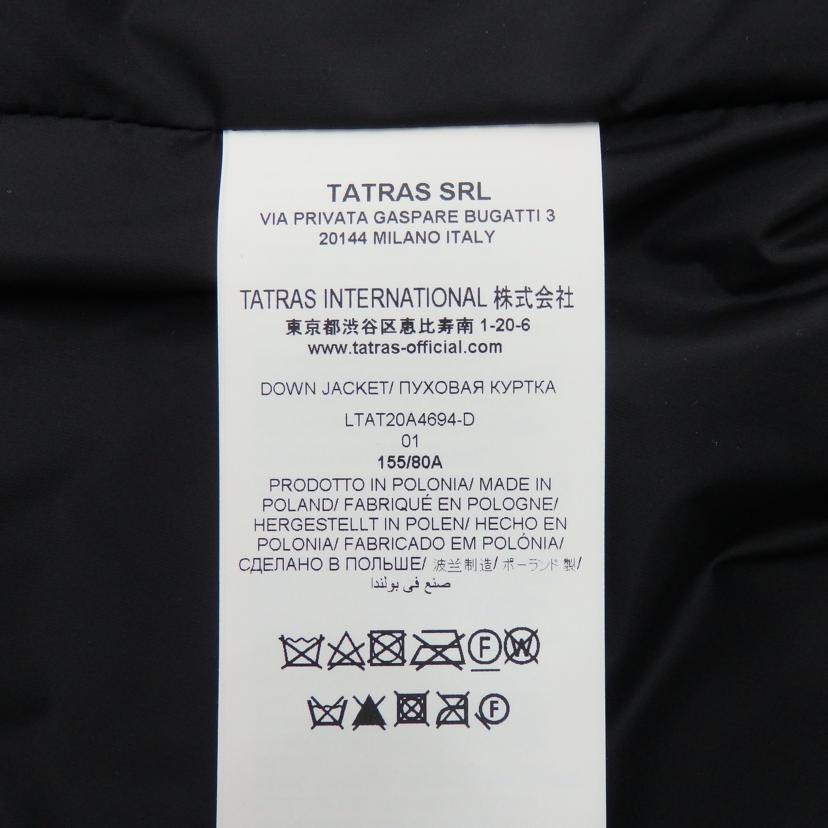 TATRAS SRL
VIA PRIVATA GASPARE BUGATTI 3
20144 MILANO ITALY
TATRAS INTERNATIONAL 株式会社
東京都渋谷区恵比寿南 1-20-6
www.tatras-official.com
DOWN JACKET/ ПУХОВАЯ КУРТКА
LTAT20A4694-D
01
155/80A
PRODOTTO IN POLONIA/ MADE IN
POLAND/ FABRIQUÉ EN POLOGNE/
HERGESTELLT IN POLEN/ HECHO EN
POLONIA/ FABRICADO EM POLÓNIA/
СДЕЛАНО В ПОЛЬШЕ/ 波兰制造/ ポーランド製/
صنع في بولندا
F W
F